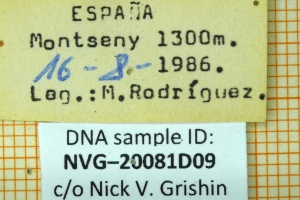 ESPAÑA
Montseny 1300m.
16-8-1986.
Leg.:M.Rodríguez.
DNA sample ID:
NVG–20081D09
c/o Nick V. Grishin